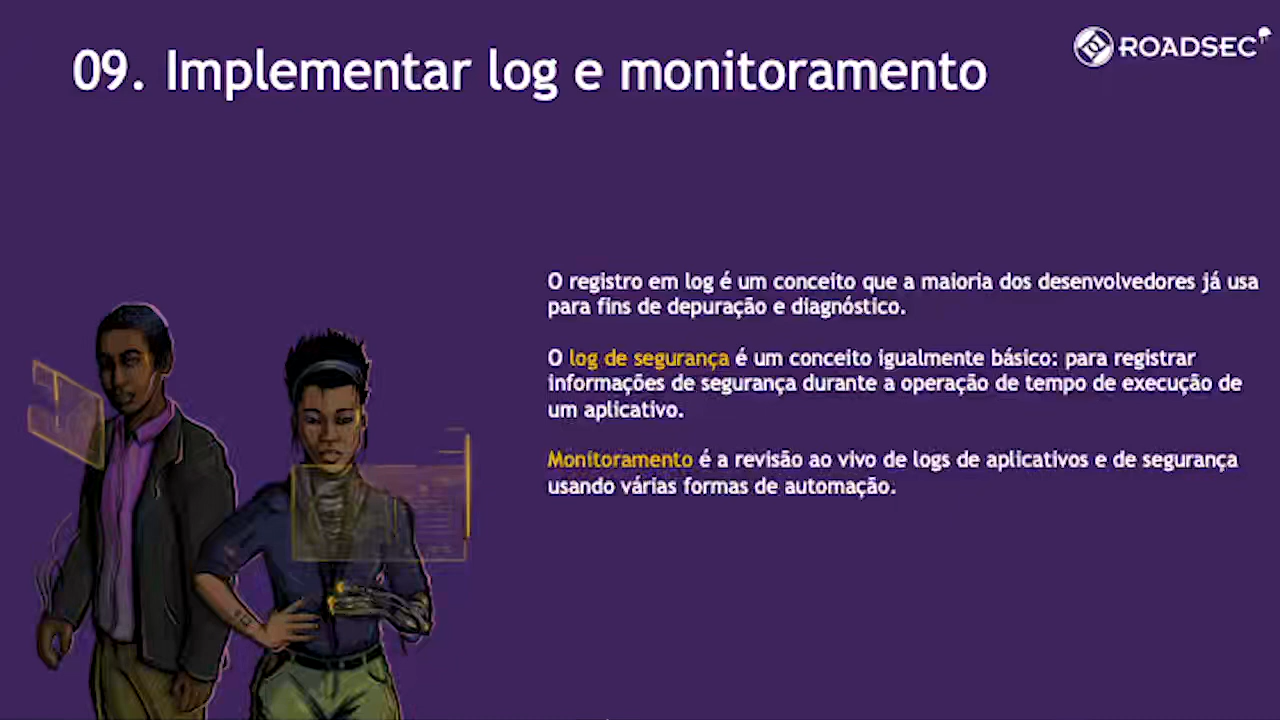 09. Implementar log e monitoramento
ROADSEC
O registro em log é um conceito que a maioria dos desenvolvedores já usa
para fins de depuração e diagnóstico.
O log de segurança é um conceito igualmente básico: para registrar
informações de segurança durante a operação de tempo de execução de
um aplicativo.
Monitoramento é a revisão ao vivo de logs de aplicativos e de segurança
usando várias formas de automação.